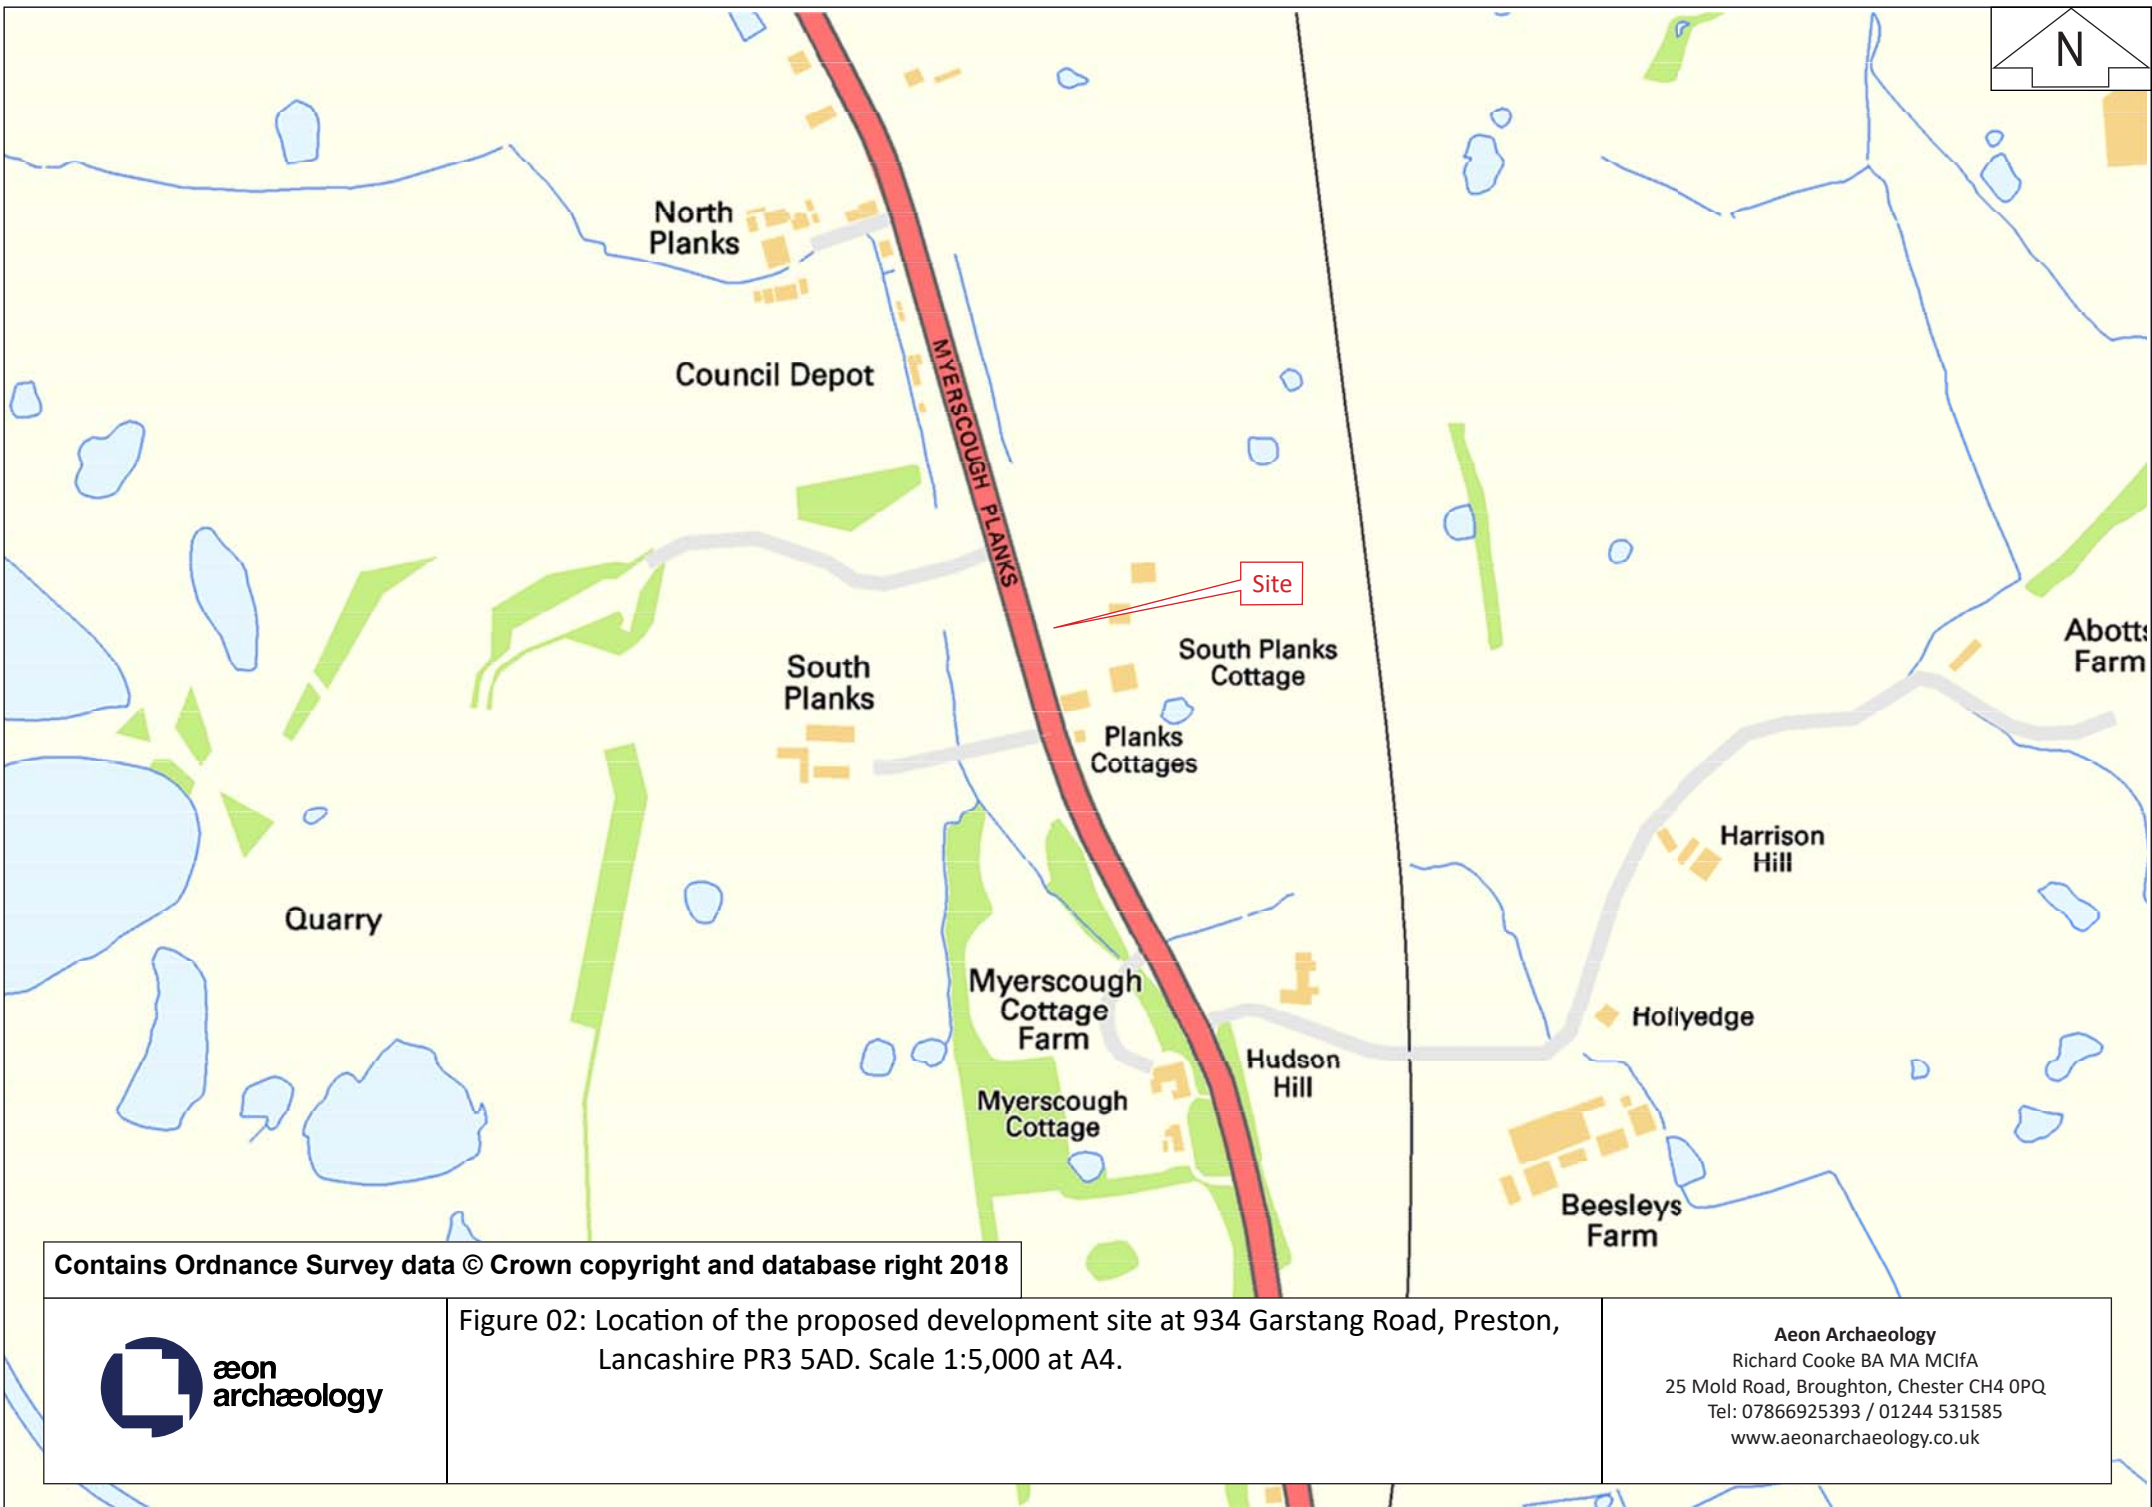 N
North
Planks
Council Depot
MYERSCOUGH PLANKS
Site
South Planks
Cottage
Abotts
Farm
South
Planks
Planks
Cottages
Harrison
Hill
Quarry
Myerscough
Cottage
Farm
Hollyedge
Hudson
Hill
Myerscough
Cottage
Beesleys
Farm
Contains Ordnance Survey data © Crown copyright and database right 2018
æon
archæology
Figure 02: Location of the proposed development site at 934 Garstang Road, Preston,
Lancashire PR3 5AD. Scale 1:5,000 at A4.
Aeon Archaeology
Richard Cooke BA MA MCIfA
25 Mold Road, Broughton, Chester CH4 0PQ
Tel: 07866925393 / 01244 531585
www.aeonarchaeology.co.uk